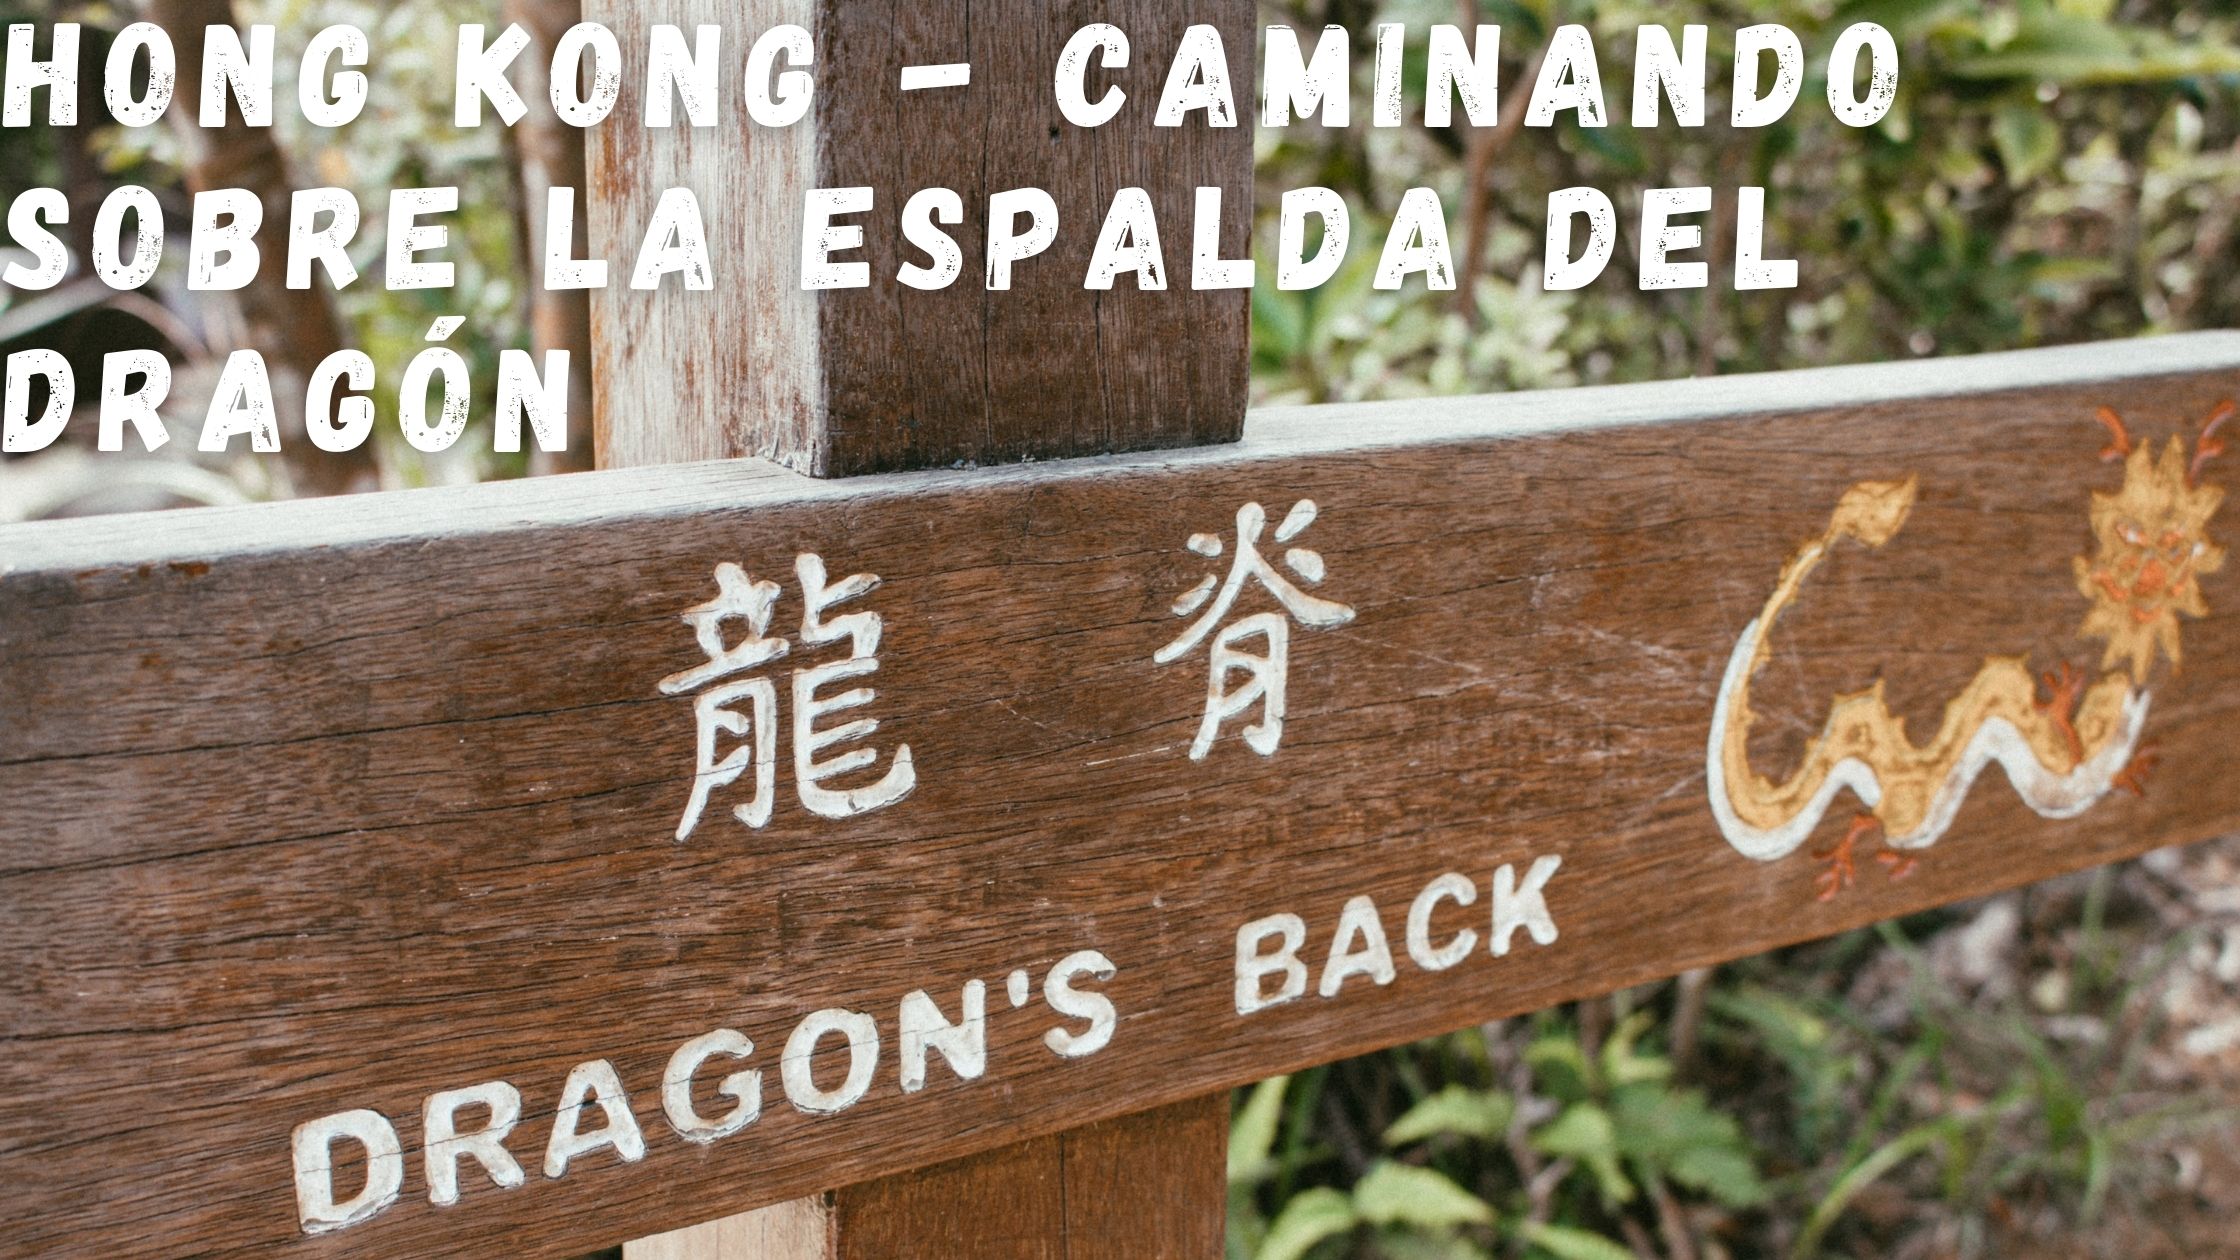 HONG KONG - CAMINANDO
SOBRE LA ESPALDA DEL
DRAGÓN
龍脊
DRAGON'S BACK